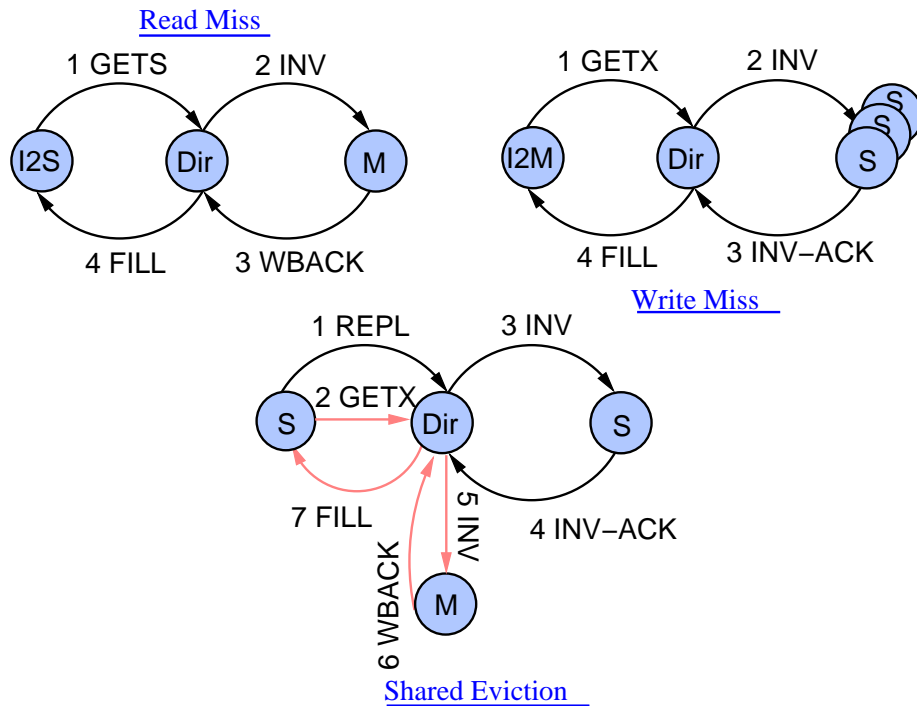 Read Miss
1 GETS
2 INV
I2S
Dir
M
4 FILL
3 WBACK
1 GETX
2 INV
I2M
Dir
S
S
S
4 FILL
3 INV−ACK
Write Miss
1 REPL
3 INV
2 GETX
S
Dir
S
7 FILL
5 INV
4 INV−ACK
6 WBACK
M
Shared Eviction